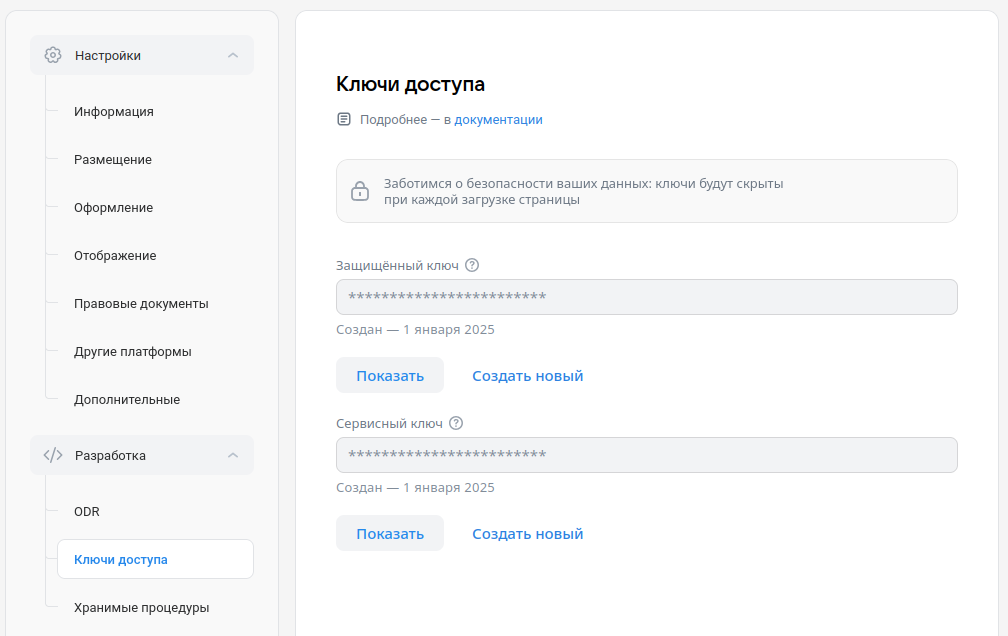 Настройки
Информация
Размещение
Оформление
Отображение
Правовые документы
Другие платформы
Дополнительные
Разработка
ODR
Ключи доступа
Хранимые процедуры
Ключи доступа
Подробнее — в документации
Заботимся о безопасности ваших данных: ключи будут скрыты
при каждой загрузке страницы
Защищённый ключ
************************
Создан — 1 января 2025
Показать Создать новый
Сервисный ключ
************************
Создан — 1 января 2025
Показать Создать новый